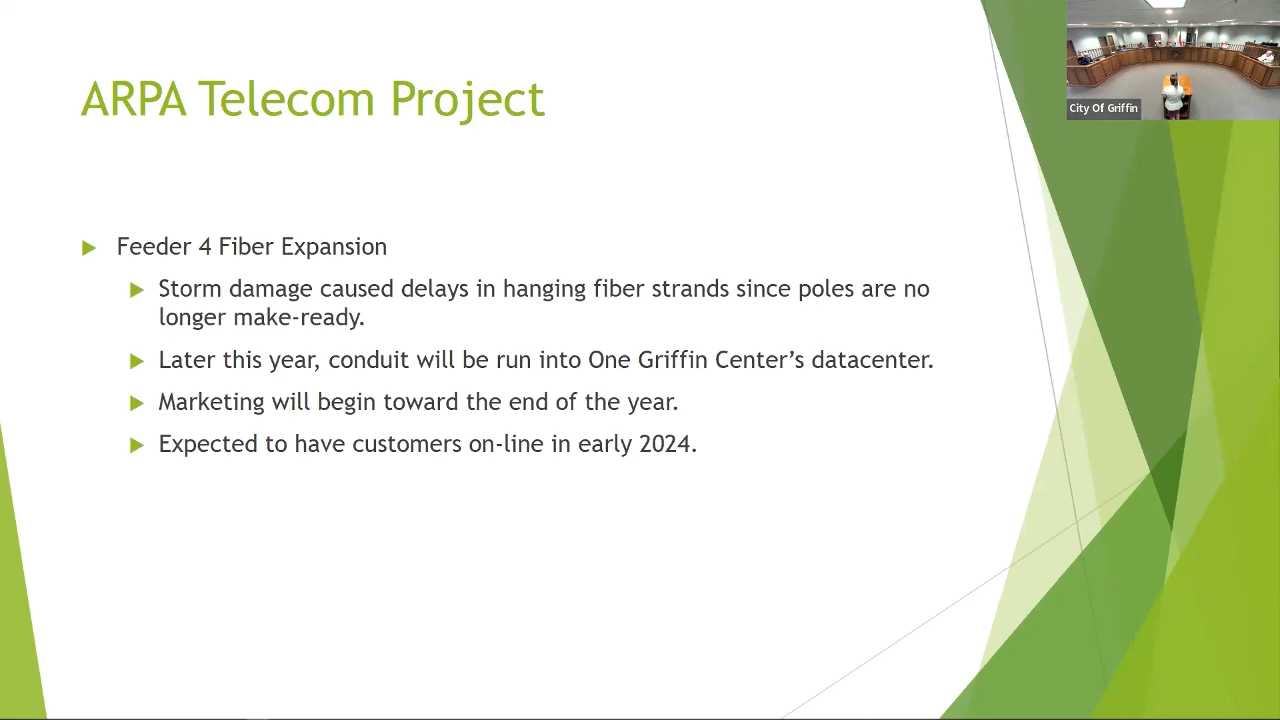 ARPA Telecom Project
City Of Griffin
Feeder 4 Fiber Expansion
Storm damage caused delays in hanging fiber strands since poles are no
longer make-ready.
Later this year, conduit will be run into One Griffin Center’s datacenter.
Marketing will begin toward the end of the year.
Expected to have customers on-line in early 2024.